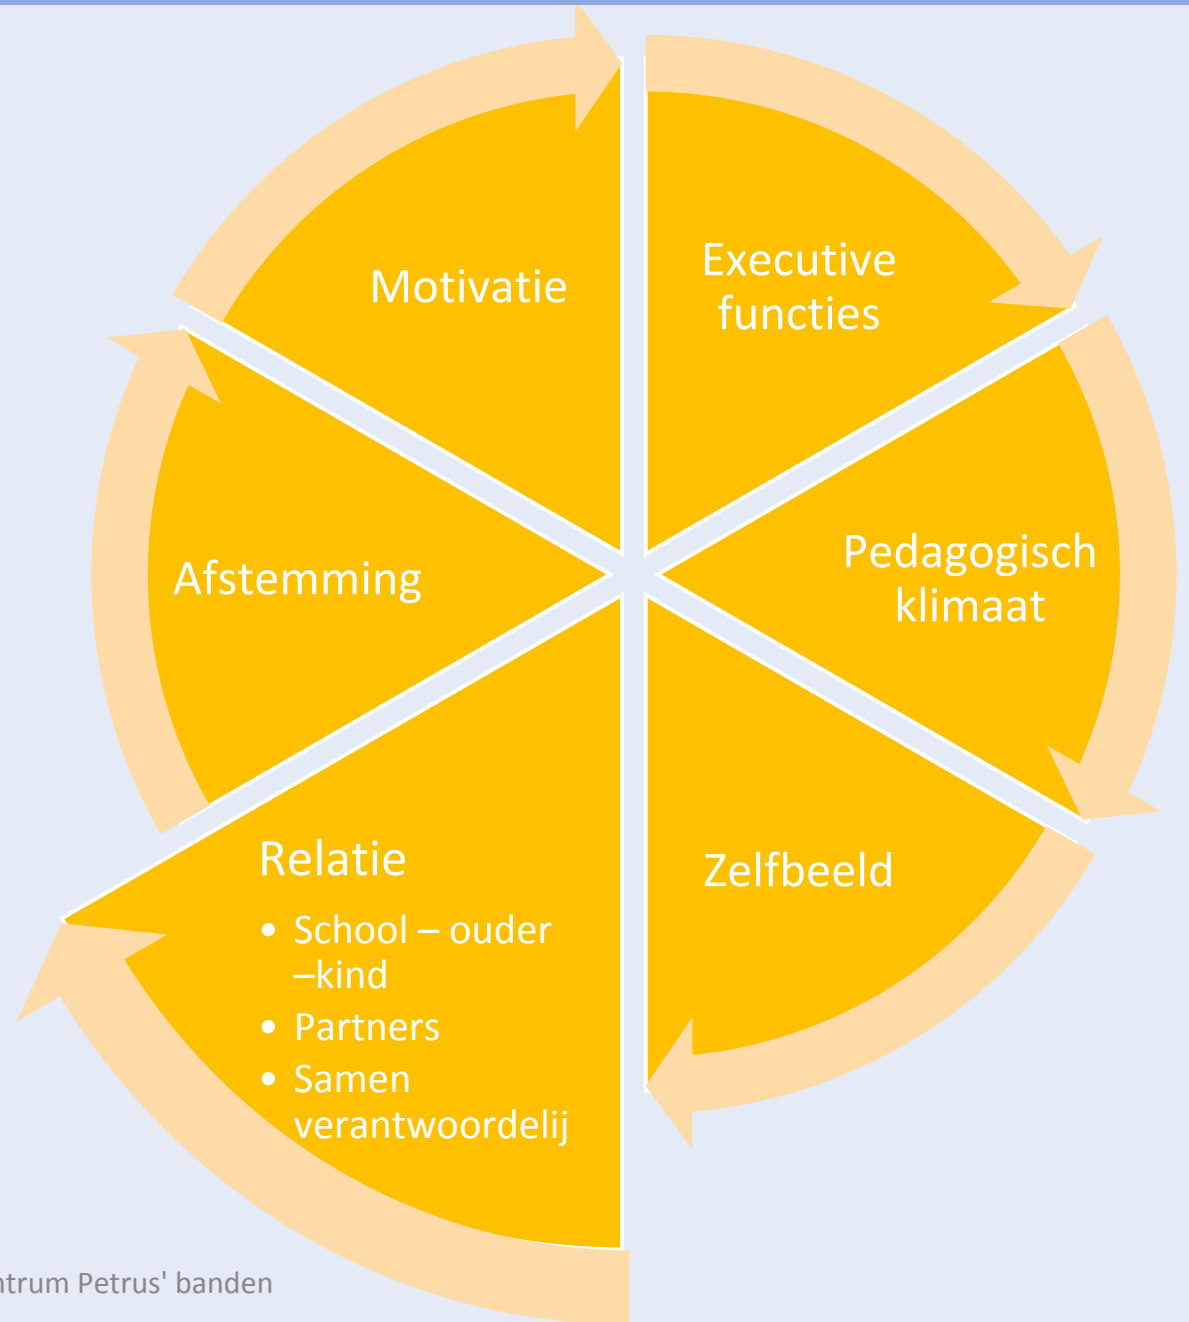 Motivatie
Executive
functies
Pedagogisch
klimaat
Afstemming
Zelfbeeld
Relatie
• School – ouder
–kind
• Partners
• Samen
verantwoordelij
ntrum Petrus' banden